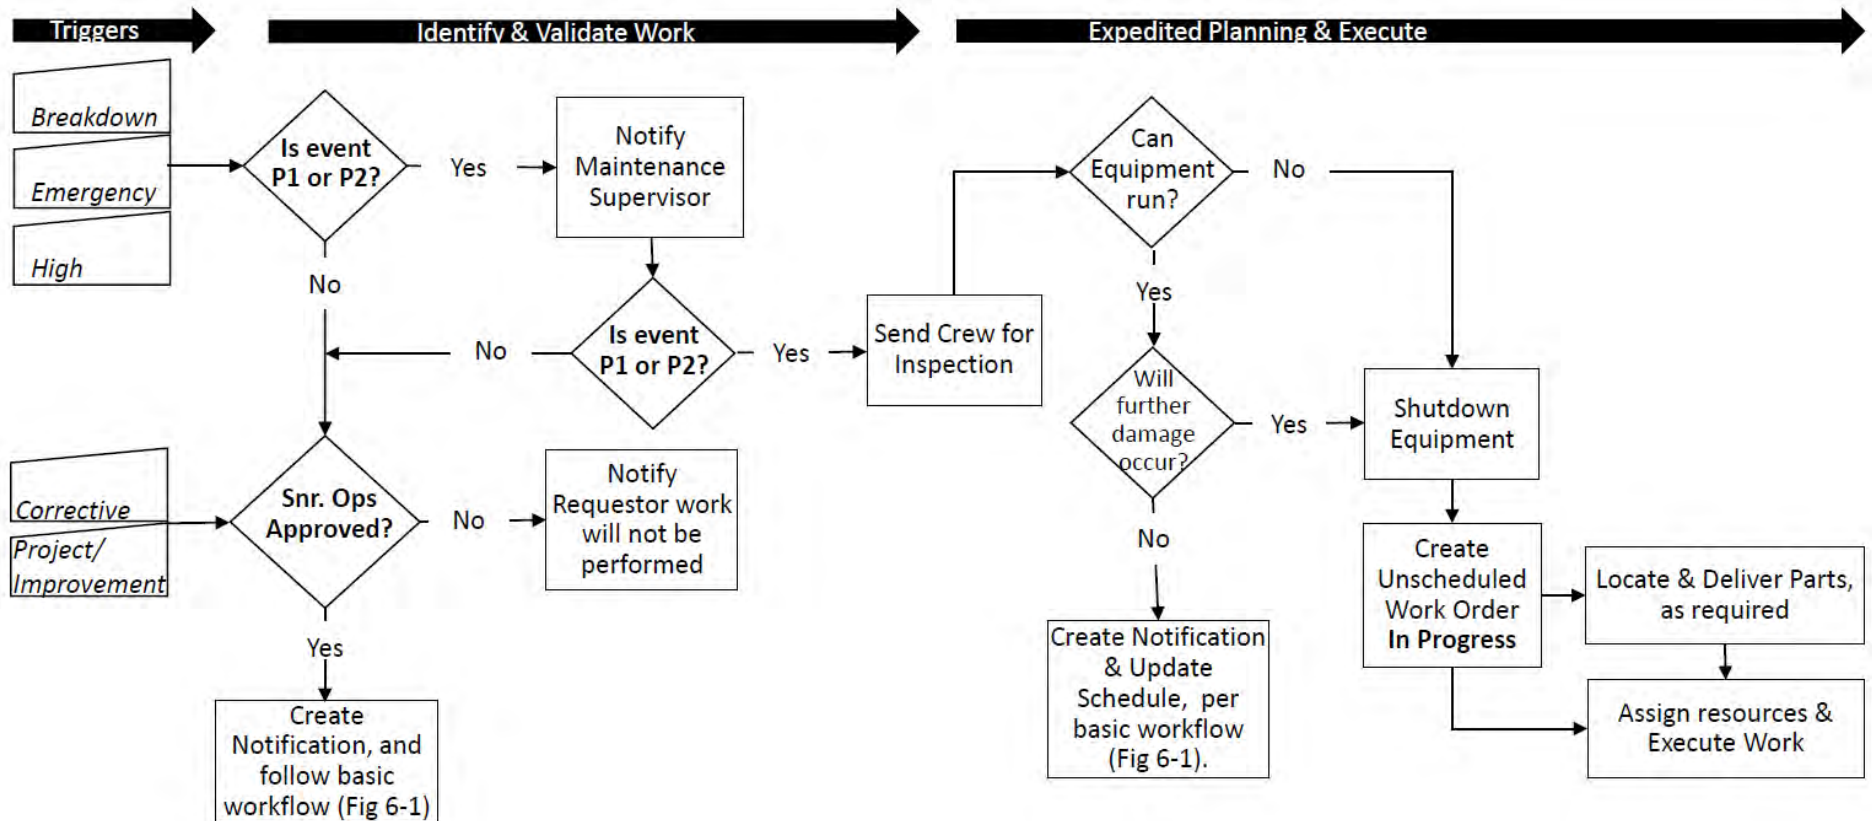 Triggers
Identify & Validate Work
Expedited Planning & Execute
Breakdown
Emergency
High
Is event
P1 or P2?
Yes
Notify
Maintenance
Supervisor
No
Is event
P1 or P2?
No
Yes
Send Crew for
Inspection
Can
Equipment
run?
No
Yes
Will
further
damage
occur?
Yes
Shutdown
Equipment
No
Create Notification
& Update
Schedule, per
basic workflow
(Fig 6-1).
Create
Unscheduled
Work Order
In Progress
Locate & Deliver Parts,
as required
Assign resources &
Execute Work
Corrective
Project/
Improvement
Snr. Ops
Approved?
No
Notify
Requestor work
will not be
performed
Yes
Create
Notification, and
follow basic
workflow (Fig 6-1)